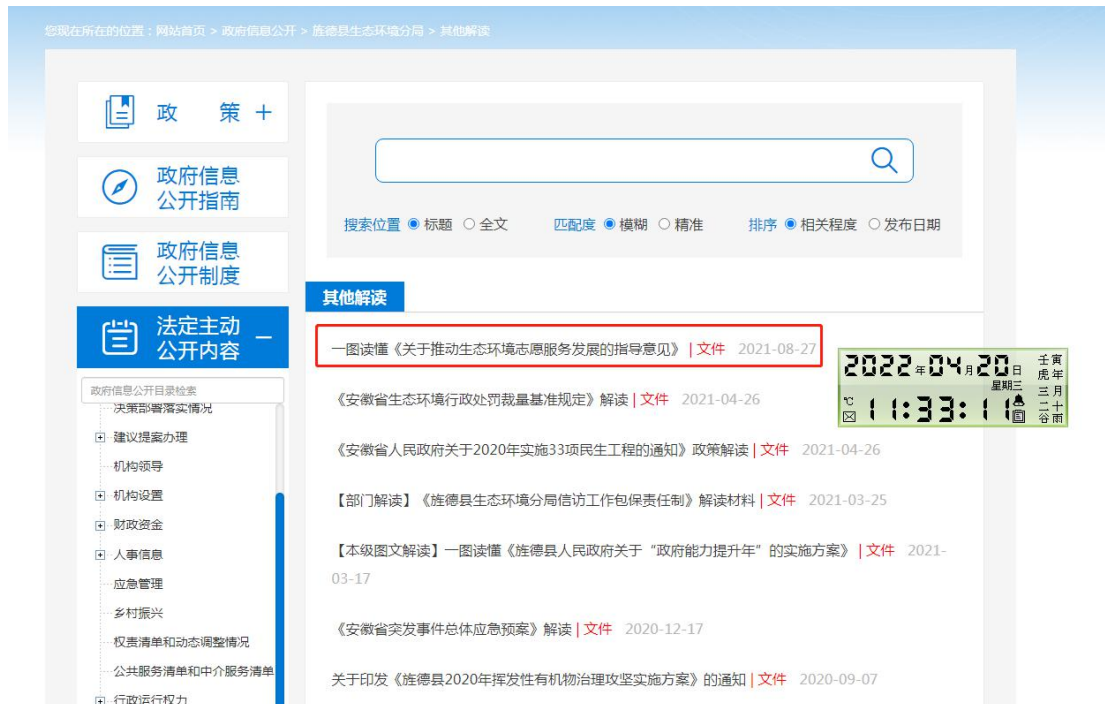 您现在所在的位置：网站首页 > 政府信息公开 > 旌德县生态环境分局 > 其他解读
政 策 +
政府信息
公开指南
政府信息
公开制度
法定主动
公开内容
政府信息公开目录检索
决策部署落实情况
建议提案办理
机构领导
机构设置
财政资金
人事信息
应急管理
乡村振兴
权责清单和动态调整情况
公共服务清单和中介服务清单
行政运行权力
搜索位置 标题 全文 匹配度 模糊 精准 排序 相关程度 发布日期
其他解读
一图读懂《关于推动生态环境志愿服务发展的指导意见》 | 文件 2021-08-27
《安徽省生态环境行政处罚裁量基准规定》解读 | 文件 2021-04-26
《安徽省人民政府关于2020年实施33项民生工程的通知》政策解读 | 文件 2021-04-26
【部门解读】《旌德县生态环境分局信访工作包保责任制》解读材料 | 文件 2021-03-25
【本级图文解读】一图读懂《旌德县人民政府关于“政府能力提升年”的实施方案》 | 文件 2021-
03-17
《安徽省突发事件总体应急预案》解读 | 文件 2020-12-17
关于印发《旌德县2020年挥发性有机物治理攻坚实施方案》的通知 | 文件 2020-09-07
2022年04月20日
星期三
℃ 11:33:11
壬寅
虎年
三月
二十
谷雨